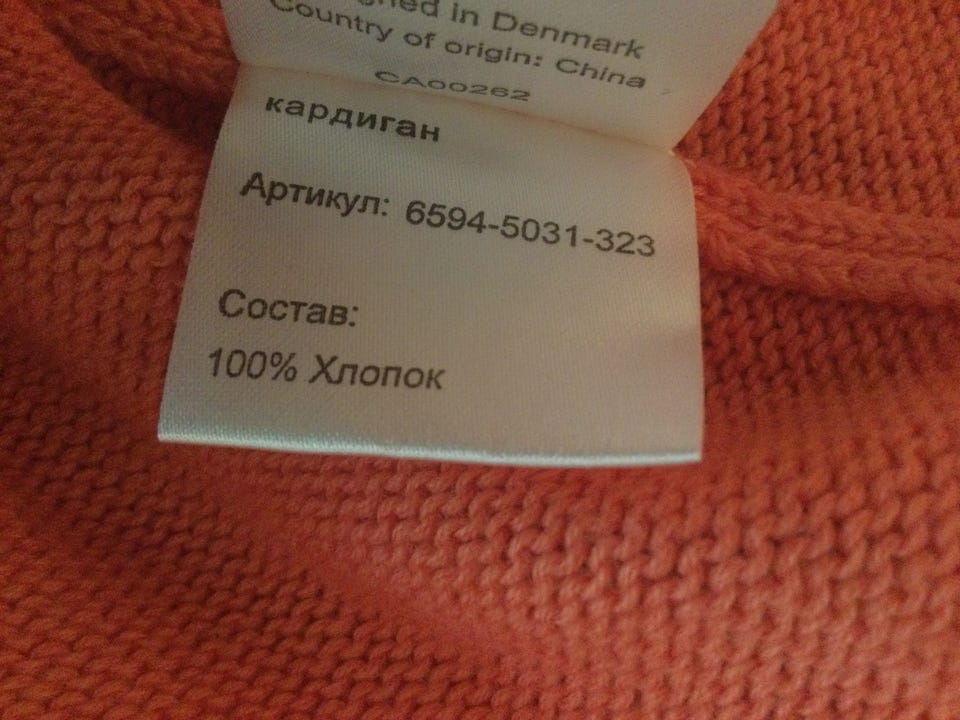 in Denmark
Country of origin: China
CA00262
кардиган
Артикул: 6594-5031-323
Состав:
100% Хлопок